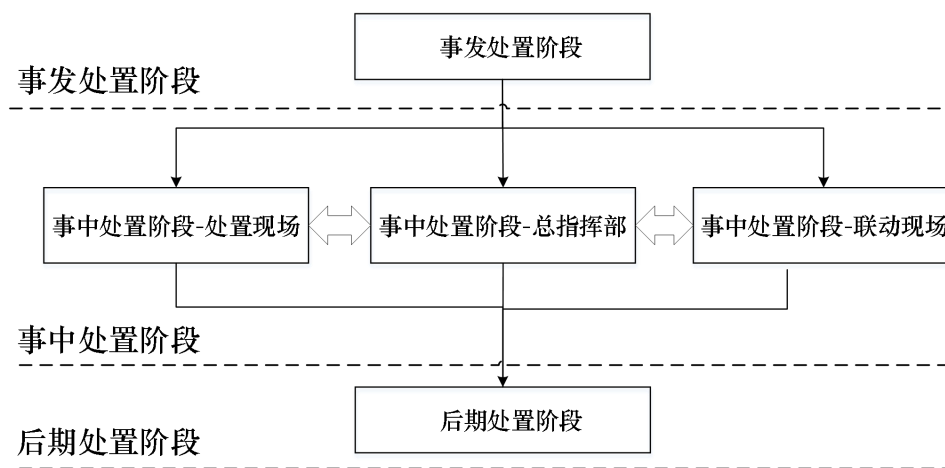 事发处置阶段
事发处置阶段
事中处置阶段-处置现场
事中处置阶段-总指挥部
事中处置阶段-联动现场
事中处置阶段
后期处置阶段
后期处置阶段